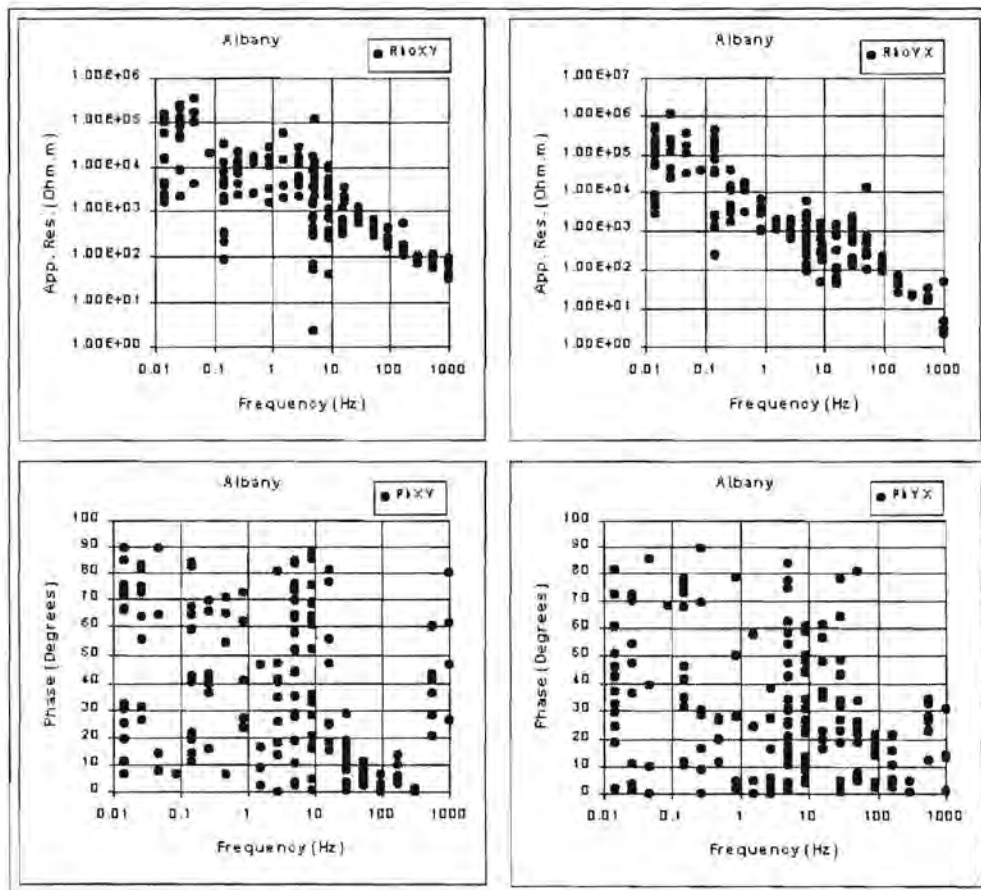 Albany
RhoXY
1.00E+06
1.00E+05
1.00E+04
1.00E+03
1.00E+02
1.00E+01
1.00E+00
App. Res. (Ohm.m)
0.01 0.1 1 10 100 1000
Frequency (Hz)
Albany
RhoYX
1.00E+07
1.00E+06
1.00E+05
1.00E+04
1.00E+03
1.00E+02
1.00E+01
1.00E+00
App. Res. (Ohm.m)
0.01 0.1 1 10 100 1000
Frequency (Hz)
Albany
PhXY
100
90
80
70
60
50
40
30
20
10
0
Phase (Degrees)
0.01 0.1 1 10 100 1000
Frequency (Hz)
Albany
PhYX
100
90
80
70
60
50
40
30
20
10
0
Phase (Degrees)
0.01 0.1 1 10 100 1000
Frequency (Hz)